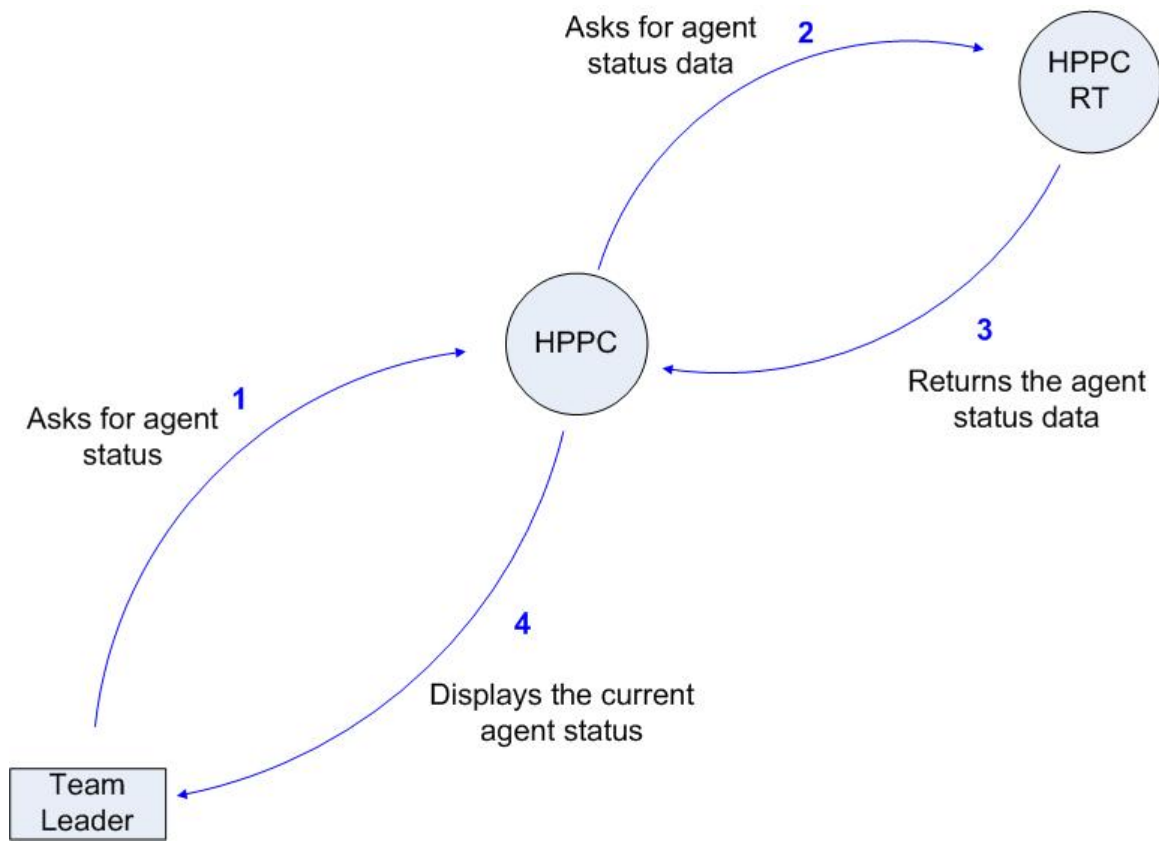 Asks for agent
status data
2
HPPC
RT
HPPC
3
Returns the agent
status data
1
Asks for agent
status
4
Displays the current
agent status
Team
Leader